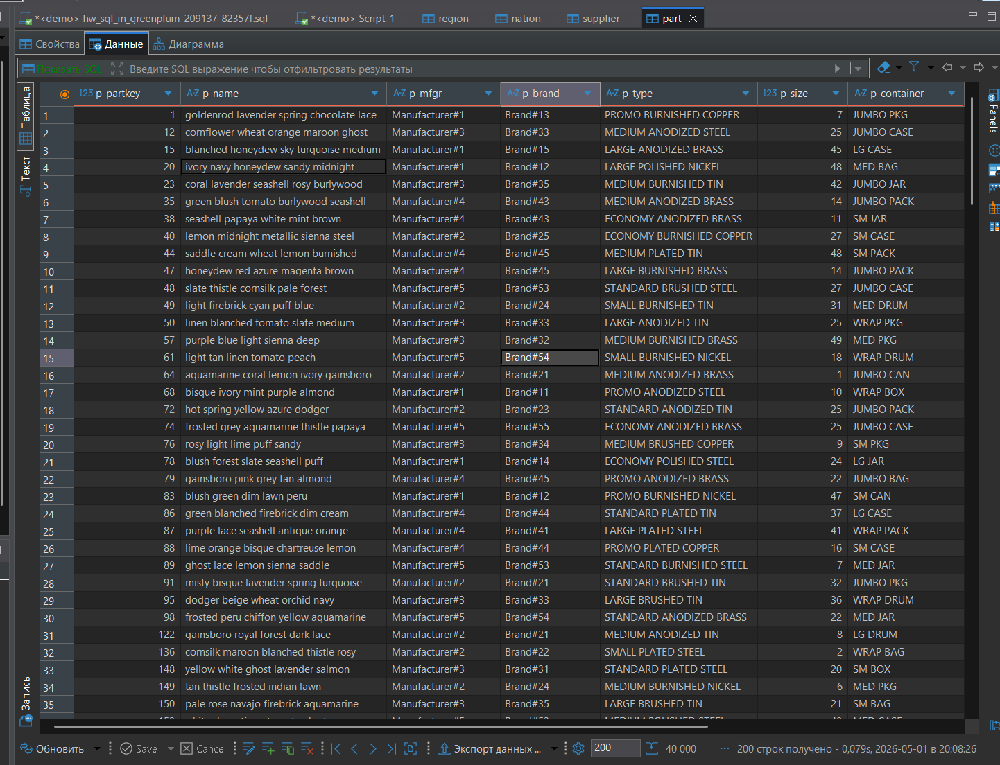 *<demo> hw_sql_in_greenplum-209137-82357f.sql *<demo> Script-1 region nation supplier part
Свойства Данные Диаграмма
Показать SQL Введите SQL выражение чтобы отфильтровать результаты
Таблица
Текст
Запись
Panels
123 p_partkey A-Z p_name A-Z p_mfgr A-Z p_brand A-Z p_type 123 p_size A-Z p_container
1 1 goldenrod lavender spring chocolate lace Manufacturer#1 Brand#13 PROMO BURNISHED COPPER 7 JUMBO PKG
2 12 cornflower wheat orange maroon ghost Manufacturer#3 Brand#33 MEDIUM ANODIZED STEEL 25 JUMBO CASE
3 15 blanched honeydew sky turquoise medium Manufacturer#1 Brand#15 LARGE ANODIZED BRASS 45 LG CASE
4 20 ivory navy honeydew sandy midnight Manufacturer#1 Brand#12 LARGE POLISHED NICKEL 48 MED BAG
5 23 coral lavender seashell rosy burlywood Manufacturer#3 Brand#35 MEDIUM BURNISHED TIN 42 JUMBO JAR
6 35 green blush tomato burlywood seashell Manufacturer#4 Brand#43 MEDIUM ANODIZED BRASS 14 JUMBO PACK
7 38 seashell papaya white mint brown Manufacturer#4 Brand#43 ECONOMY ANODIZED BRASS 11 SM JAR
8 40 lemon midnight metallic sienna steel Manufacturer#2 Brand#25 ECONOMY BURNISHED COPPER 27 SM CASE
9 44 saddle cream wheat lemon burnished Manufacturer#4 Brand#45 MEDIUM PLATED TIN 48 SM PACK
10 47 honeydew red azure magenta brown Manufacturer#4 Brand#45 LARGE BURNISHED BRASS 14 JUMBO PACK
11 48 slate thistle cornsilk pale forest Manufacturer#5 Brand#53 STANDARD BRUSHED STEEL 27 JUMBO CASE
12 49 light firebrick cyan puff blue Manufacturer#2 Brand#24 SMALL BURNISHED TIN 31 MED DRUM
13 50 linen blanched tomato slate medium Manufacturer#3 Brand#33 LARGE ANODIZED TIN 25 WRAP PKG
14 57 purple blue light sienna deep Manufacturer#3 Brand#32 MEDIUM BURNISHED BRASS 49 MED PKG
15 61 light tan linen tomato peach Manufacturer#5 Brand#54 SMALL BURNISHED NICKEL 18 WRAP DRUM
16 64 aquamarine coral lemon ivory gainsboro Manufacturer#2 Brand#21 MEDIUM ANODIZED BRASS 1 JUMBO CAN
17 68 bisque ivory mint purple almond Manufacturer#1 Brand#11 PROMO ANODIZED STEEL 10 WRAP BOX
18 72 hot spring yellow azure dodger Manufacturer#2 Brand#23 STANDARD ANODIZED TIN 25 JUMBO PACK
19 74 frosted grey aquamarine thistle papaya Manufacturer#5 Brand#55 ECONOMY ANODIZED BRASS 25 JUMBO CASE
20 76 rosy light lime puff sandy Manufacturer#3 Brand#34 MEDIUM BRUSHED COPPER 9 SM PKG
21 78 blush forest slate seashell puff Manufacturer#1 Brand#14 ECONOMY POLISHED STEEL 24 LG JAR
22 79 gainsboro pink grey tan almond Manufacturer#4 Brand#45 PROMO ANODIZED BRASS 22 JUMBO BAG
23 83 blush green dim lawn peru Manufacturer#1 Brand#12 PROMO BURNISHED NICKEL 47 SM CAN
24 86 green blanched firebrick dim cream Manufacturer#4 Brand#44 STANDARD PLATED TIN 37 LG CASE
25 87 purple lace seashell antique orange Manufacturer#4 Brand#41 LARGE PLATED STEEL 41 WRAP PACK
26 88 lime orange bisque chartreuse lemon Manufacturer#4 Brand#44 PROMO PLATED COPPER 16 SM CASE
27 89 ghost lace lemon sienna saddle Manufacturer#5 Brand#53 STANDARD BURNISHED STEEL 7 MED JAR
28 91 misty bisque lavender spring turquoise Manufacturer#2 Brand#21 STANDARD BRUSHED TIN 32 JUMBO PKG
29 95 dodger beige wheat orchid navy Manufacturer#3 Brand#33 LARGE BRUSHED TIN 36 WRAP DRUM
30 98 frosted peru chiffon yellow aquamarine Manufacturer#5 Brand#54 STANDARD ANODIZED BRASS 22 MED JAR
31 122 gainsboro royal forest dark lace Manufacturer#2 Brand#21 MEDIUM ANODIZED TIN 8 LG DRUM
32 136 cornsilk maroon blanched thistle rosy Manufacturer#2 Brand#22 SMALL PLATED STEEL 2 WRAP BAG
33 148 yellow white ghost lavender salmon Manufacturer#3 Brand#31 STANDARD PLATED STEEL 20 SM BOX
34 149 tan thistle frosted indian lawn Manufacturer#2 Brand#24 MEDIUM BURNISHED NICKEL 6 MED PKG
35 150 pale rose navajo firebrick aquamarine Manufacturer#3 Brand#35 LARGE BRUSHED TIN 21 SM BAG
Обновить Save Cancel Экспорт данных ... 200 40 000 200 строк получено - 0,079s, 2026-05-01 в 20:08:26